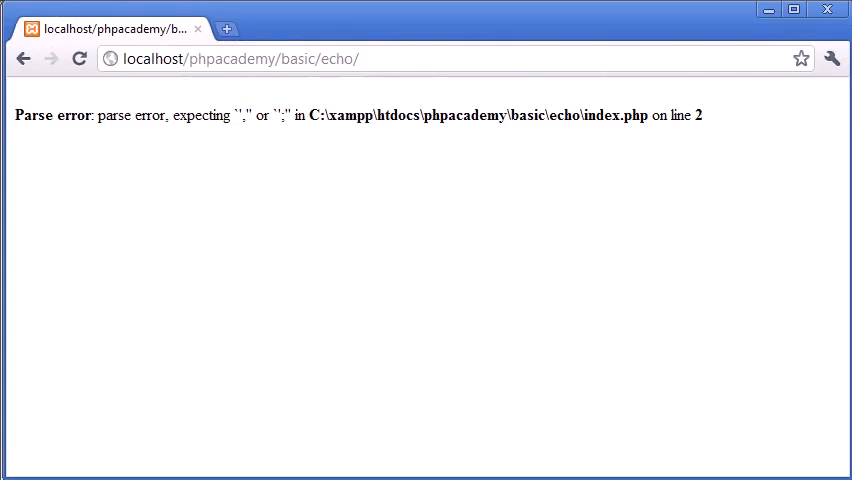 localhost/phpacademy/b...
localhost/phpacademy/basic/echo/
Parse error: parse error, expecting `','' or `';'' in C:\xampp\htdocs\phpacademy\basic\echo\index.php on line 2